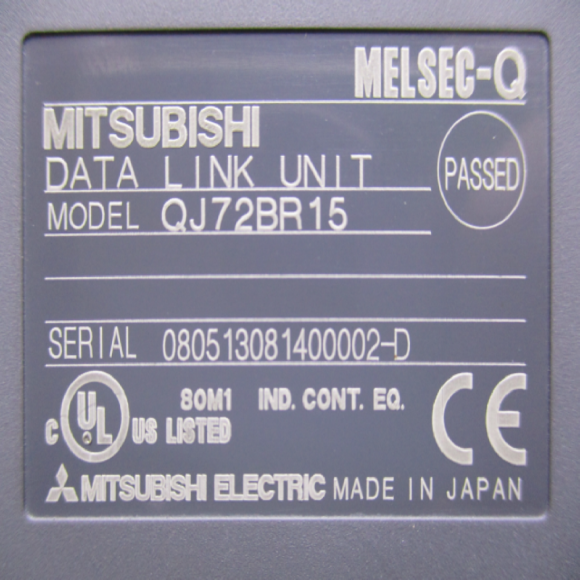 MELSEC-Q
MITSUBISHI
DATA LINK UNIT
PASSED
MODEL QJ72BR15
SERIAL 080513081400002-D
c UL US LISTED
80M1 IND. CONT. EQ.
CE
MITSUBISHI ELECTRIC MADE IN JAPAN